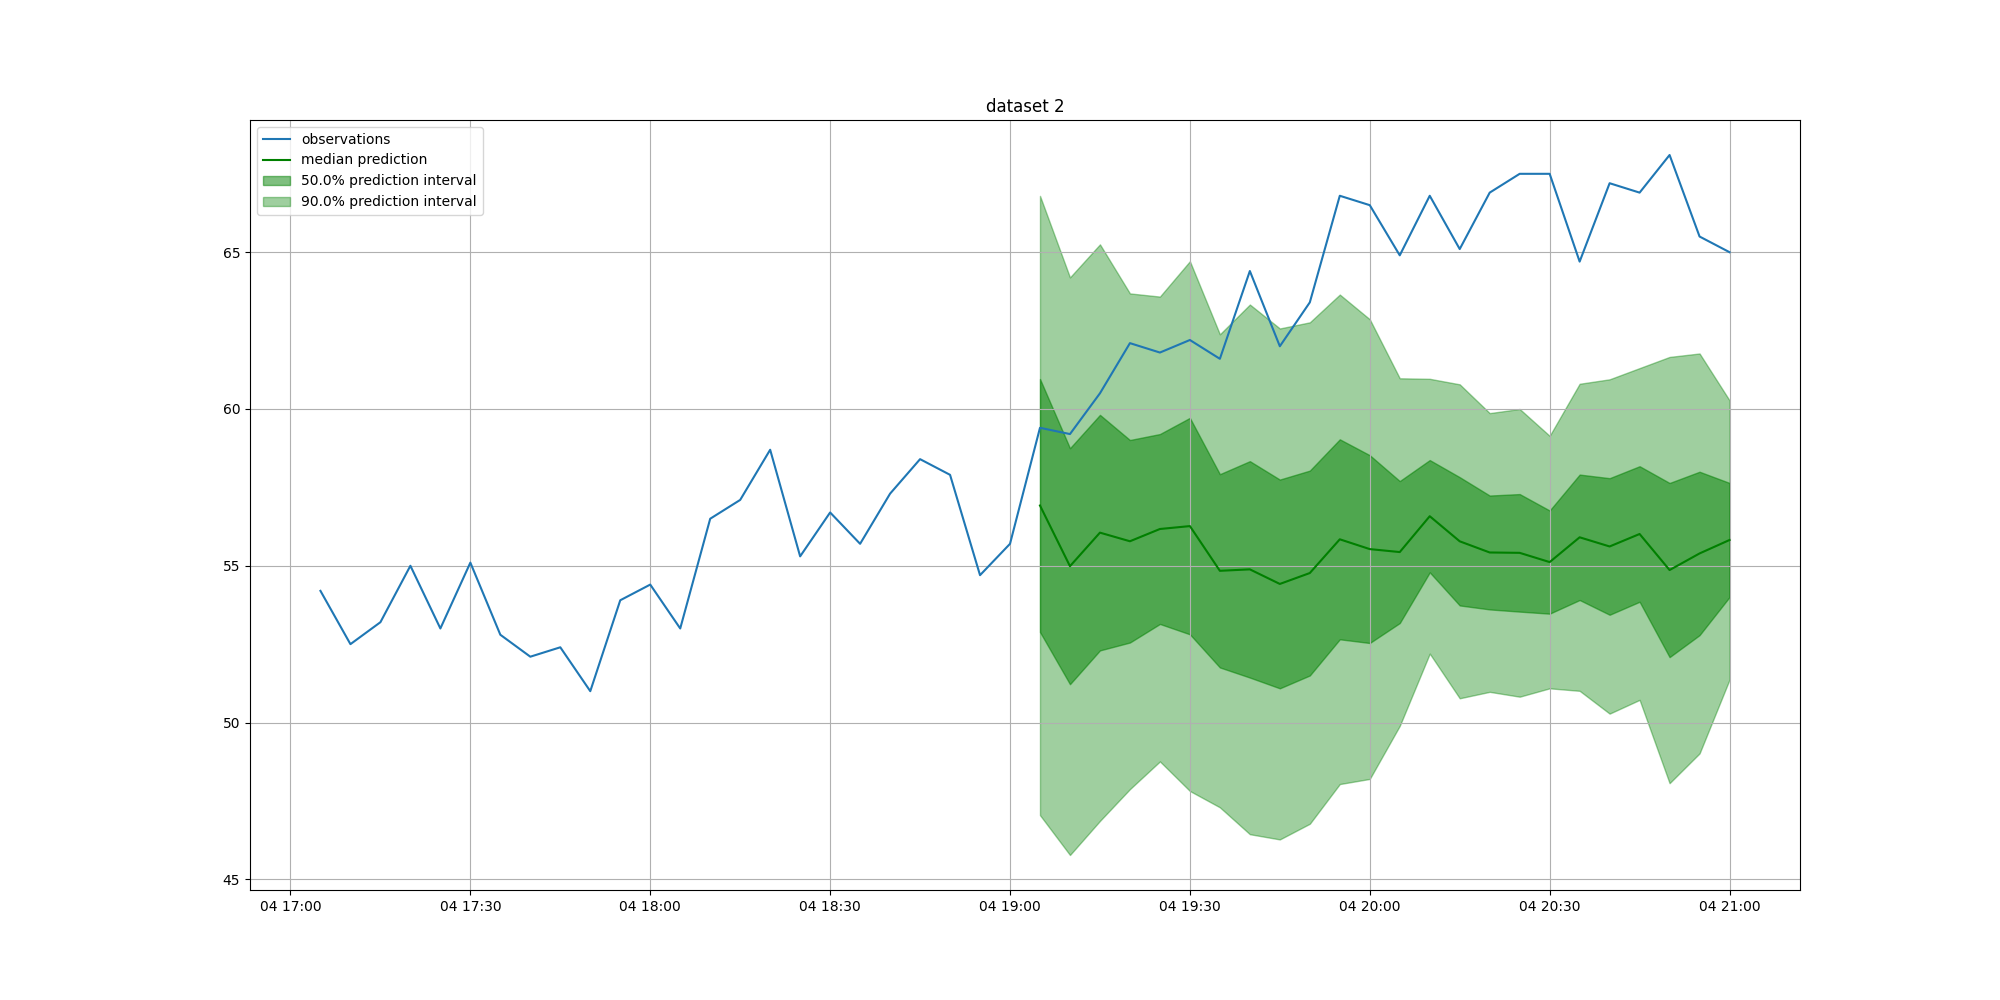 dataset 2
observations
median prediction
50.0% prediction interval
90.0% prediction interval
65
60
55
50
45
04 17:00 04 17:30 04 18:00 04 18:30 04 19:00 04 19:30 04 20:00 04 20:30 04 21:00